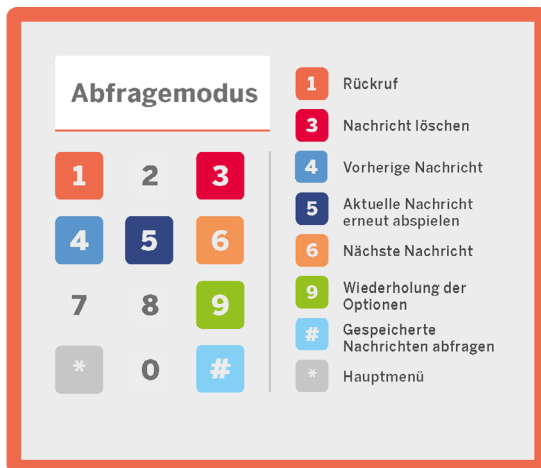 Abfragemodus
1 2 3
4 5 6
7 8 9
* 0 #
1 Rückruf
3 Nachricht löschen
4 Vorherige Nachricht
5 Aktuelle Nachricht
erneut abspielen
6 Nächste Nachricht
9 Wiederholung der
Optionen
# Gespeicherte
Nachrichten abfragen
* Hauptmenü